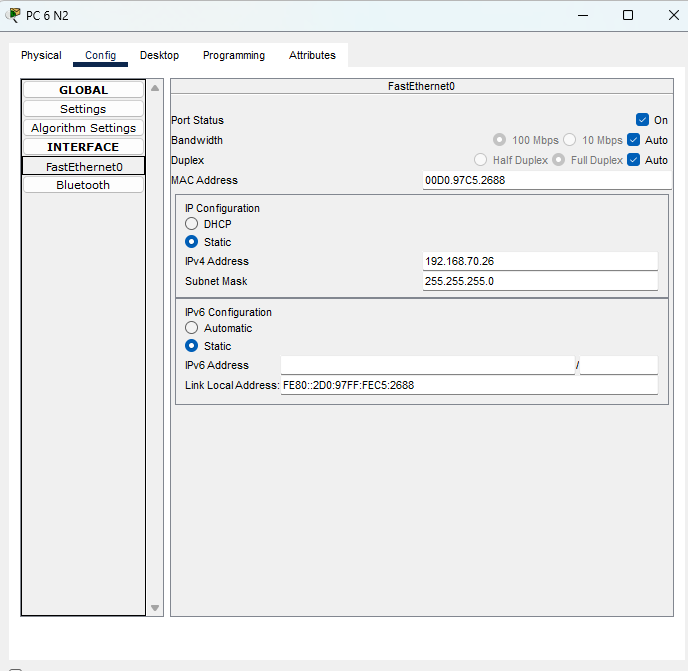 PC 6 N2
Physical Config Desktop Programming Attributes
GLOBAL
Settings
Algorithm Settings
INTERFACE
FastEthernet0
Bluetooth
FastEthernet0
Port Status On
Bandwidth 100 Mbps 10 Mbps Auto
Duplex Half Duplex Full Duplex Auto
MAC Address 00D0.97C5.2688
IP Configuration
DHCP
Static
IPv4 Address 192.168.70.26
Subnet Mask 255.255.255.0
IPv6 Configuration
Automatic
Static
IPv6 Address /
Link Local Address: FE80::2D0:97FF:FEC5:2688